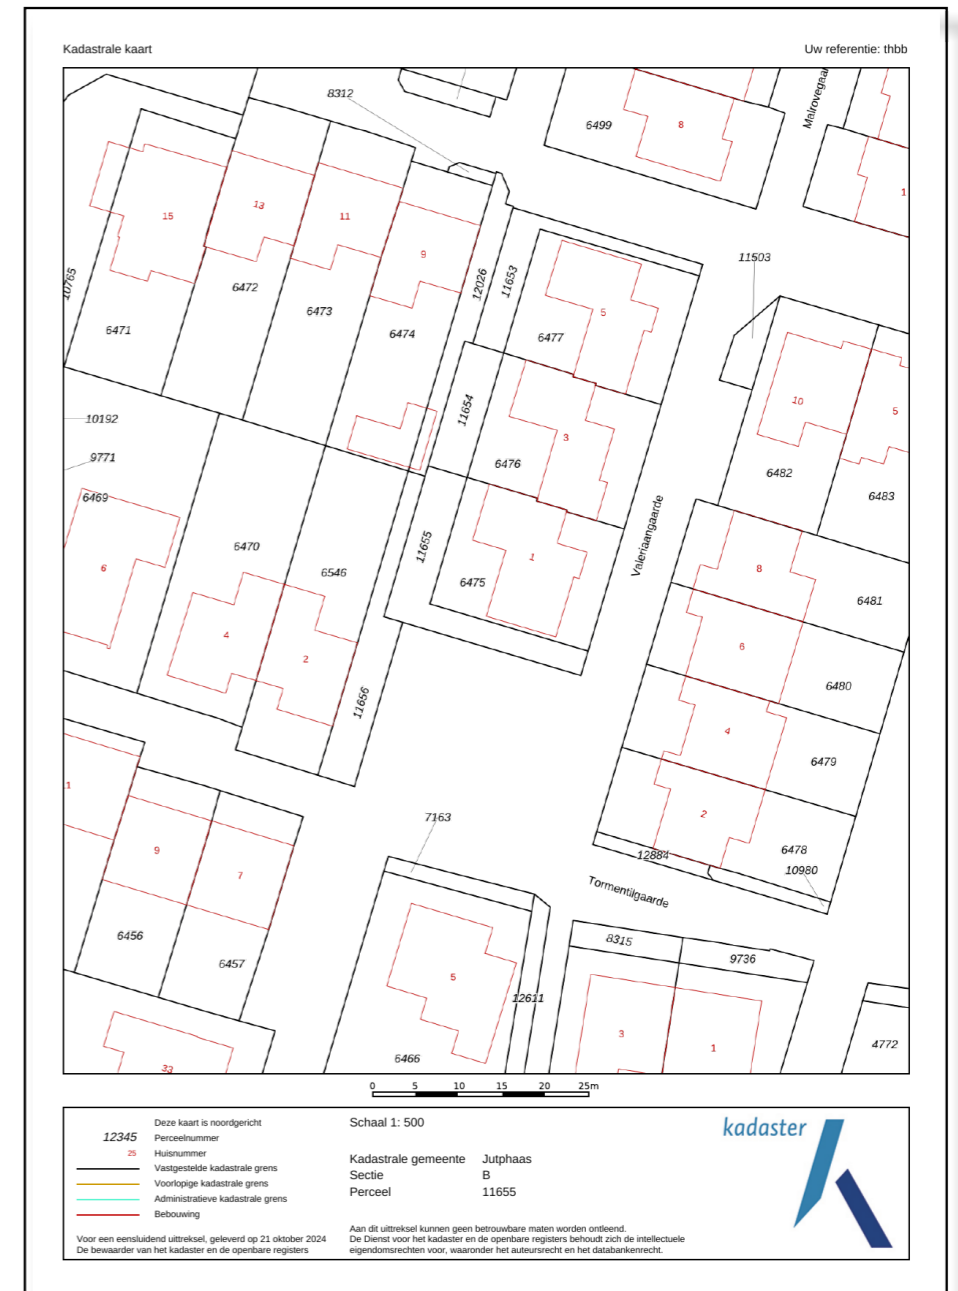 Kadastrale kaart
Uw referentie: thbb
8312
6499
8
Malrovegaar
1
15
13
11
9
10765
6471
6472
6473
6474
12026
11653
6477
5
11503
10192
9771
6469
6
11654
6476
3
10
5
6482
6483
6470
6546
4
2
11655
6475
1
Valeriaangaarde
8
6481
6
6480
11656
4
6479
2
6478
12884
10980
11
9
7
6456
6457
7163
Tormentilgaarde
8315
9736
5
12611
6466
3
1
4772
33
0 5 10 15 20 25m
12345
25
Deze kaart is noordgericht
Perceelnummer
Huisnummer
Vastgestelde kadastrale grens
Voorlopige kadastrale grens
Administratieve kadastrale grens
Bebouwing
Voor een eensluidend uittreksel, geleverd op 21 oktober 2024
De bewaarder van het kadaster en de openbare registers
Schaal 1: 500
Kadastrale gemeente Jutphaas
Sectie B
Perceel 11655
Aan dit uittreksel kunnen geen betrouwbare maten worden ontleend.
De Dienst voor het kadaster en de openbare registers behoudt zich de intellectuele
eigendomsrechten voor, waaronder het auteursrecht en het databankenrecht.
kadaster